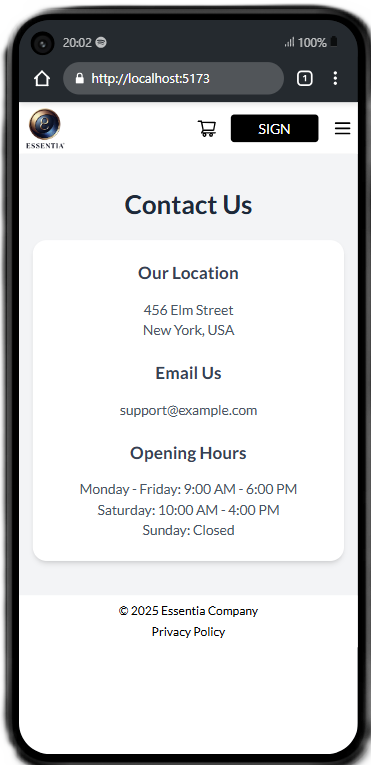 20:02
100%
http://localhost:5173
1
ESSENTIA
SIGN
Contact Us
Our Location
456 Elm Street
New York, USA
Email Us
support@example.com
Opening Hours
Monday - Friday: 9:00 AM - 6:00 PM
Saturday: 10:00 AM - 4:00 PM
Sunday: Closed
© 2025 Essentia Company
Privacy Policy